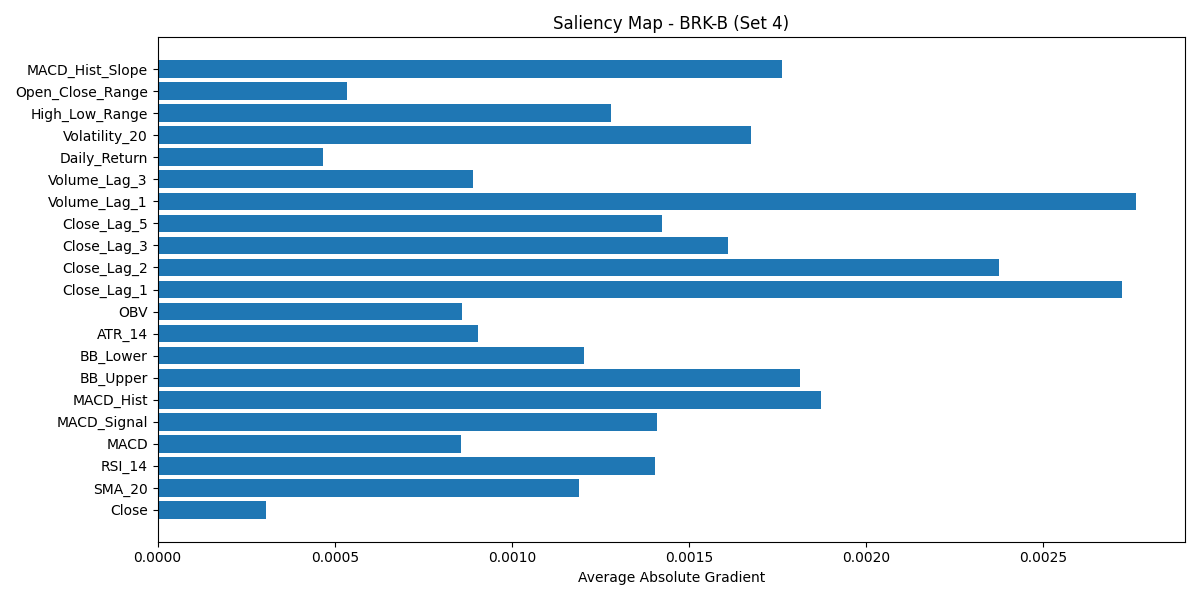 Saliency Map - BRK-B (Set 4)
MACD_Hist_Slope
Open_Close_Range
High_Low_Range
Volatility_20
Daily_Return
Volume_Lag_3
Volume_Lag_1
Close_Lag_5
Close_Lag_3
Close_Lag_2
Close_Lag_1
OBV
ATR_14
BB_Lower
BB_Upper
MACD_Hist
MACD_Signal
MACD
RSI_14
SMA_20
Close
0.0000 0.0005 0.0010 0.0015 0.0020 0.0025
Average Absolute Gradient